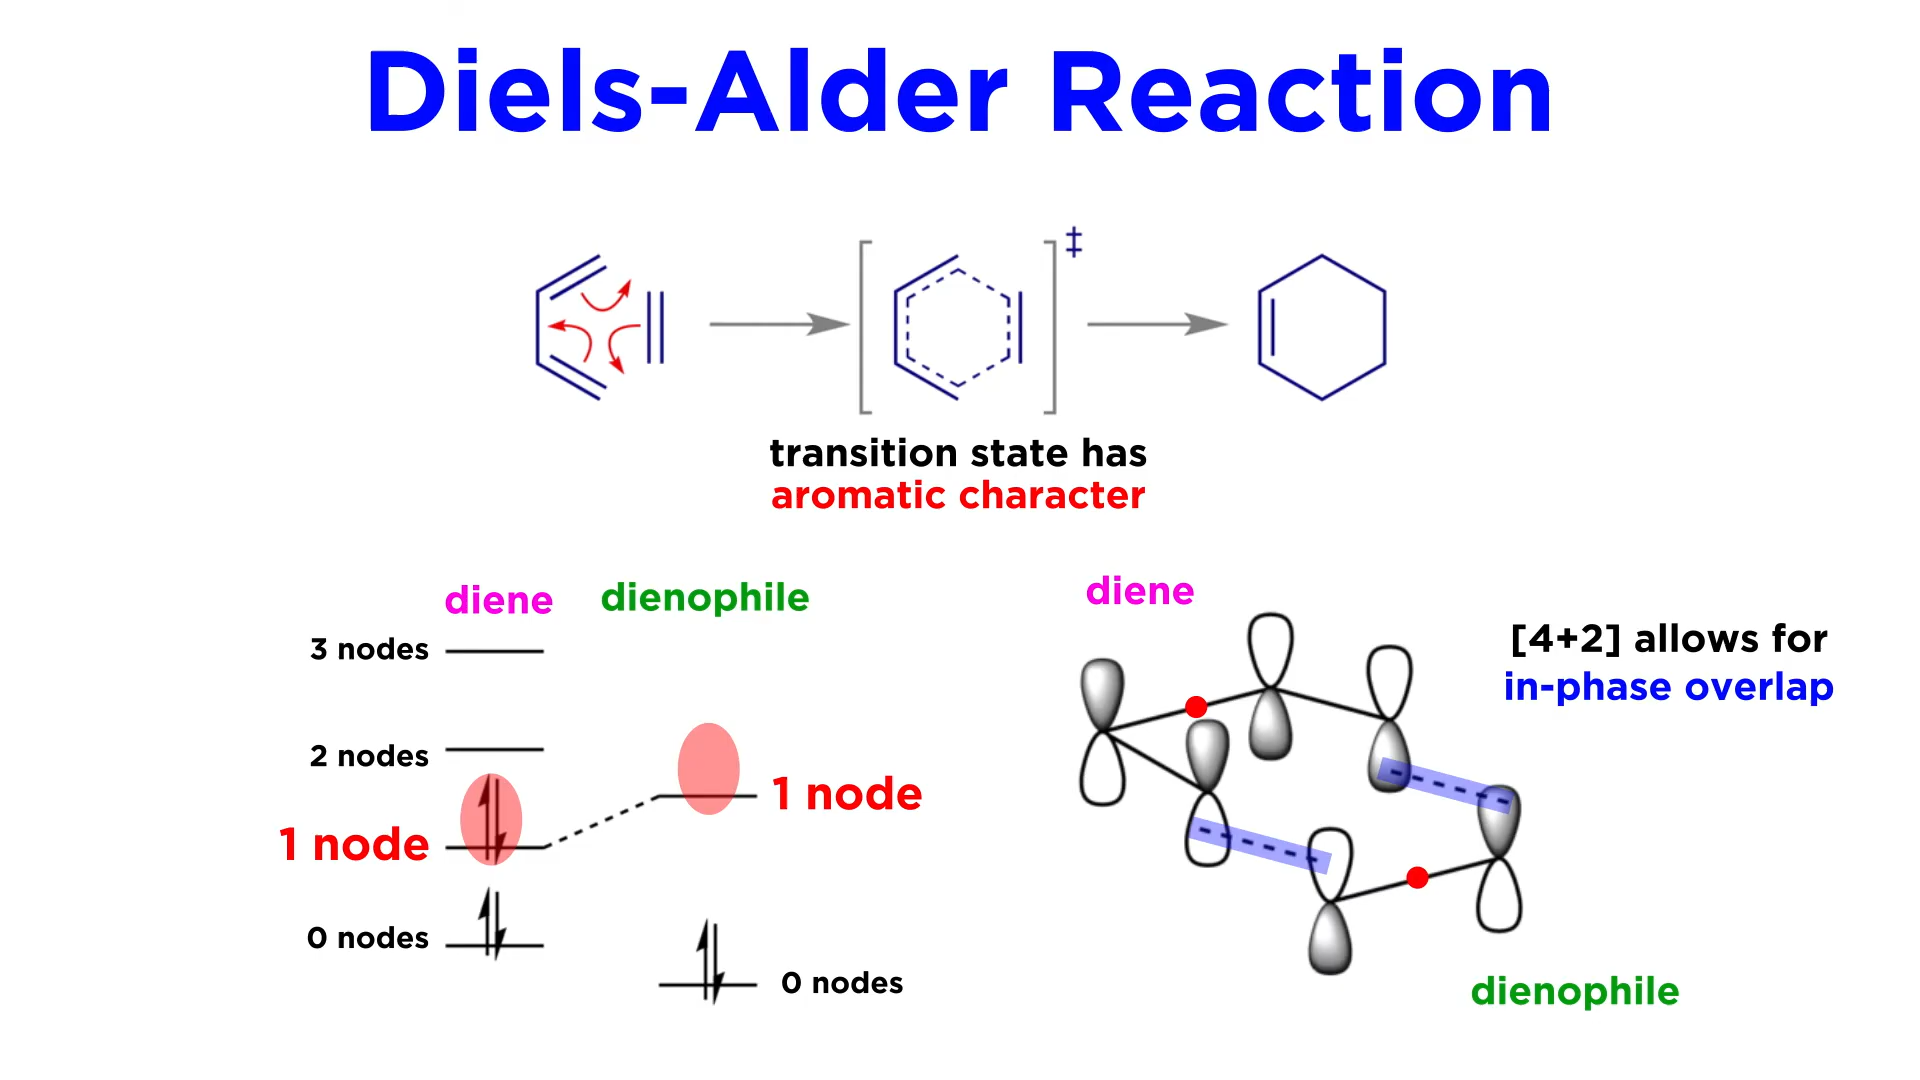 Diels-Alder Reaction
‡
transition state has
aromatic character
diene
dienophile
3 nodes
2 nodes
1 node
1 node
0 nodes
0 nodes
diene
[4+2] allows for
in-phase overlap
dienophile